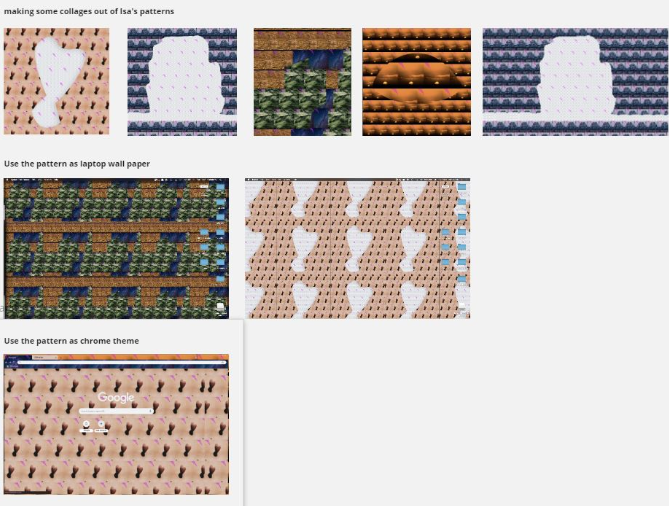 making some collages out of Isa's patterns
Use the pattern as laptop wall paper
Use the pattern as chrome theme
Google